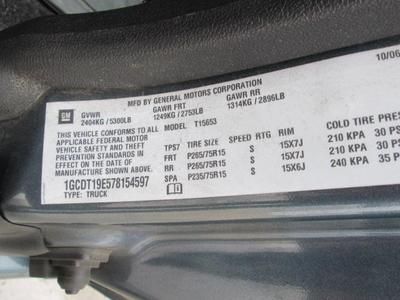 10/06
MFD BY GENERAL MOTORS CORPORATION
GM GVWR GAWR FRT GAWR RR
2404KG / 5300LB 1249KG / 2753LB 1314KG / 2896LB
THIS VEHICLE CONFORMS TO ALL
APPLICABLE FEDERAL MOTOR
VEHICLE SAFETY AND THEFT
PREVENTION STANDARDS
IN EFFECT ON THE DATE OF
MANUFACTURE SHOWN ABOVE.
1GCDT19E578154597
TYPE: TRUCK
MODEL: T15653
TPS7 TIRE SIZE SPEED RTG RIM COLD TIRE PRES
FRT P265/75R15 S 15X7J 210 KPA 30 PS
RR P265/75R15 S 15X7J 210 KPA 30 PS
SPA P235/75R15 S 15X6J 240 KPA 35 P